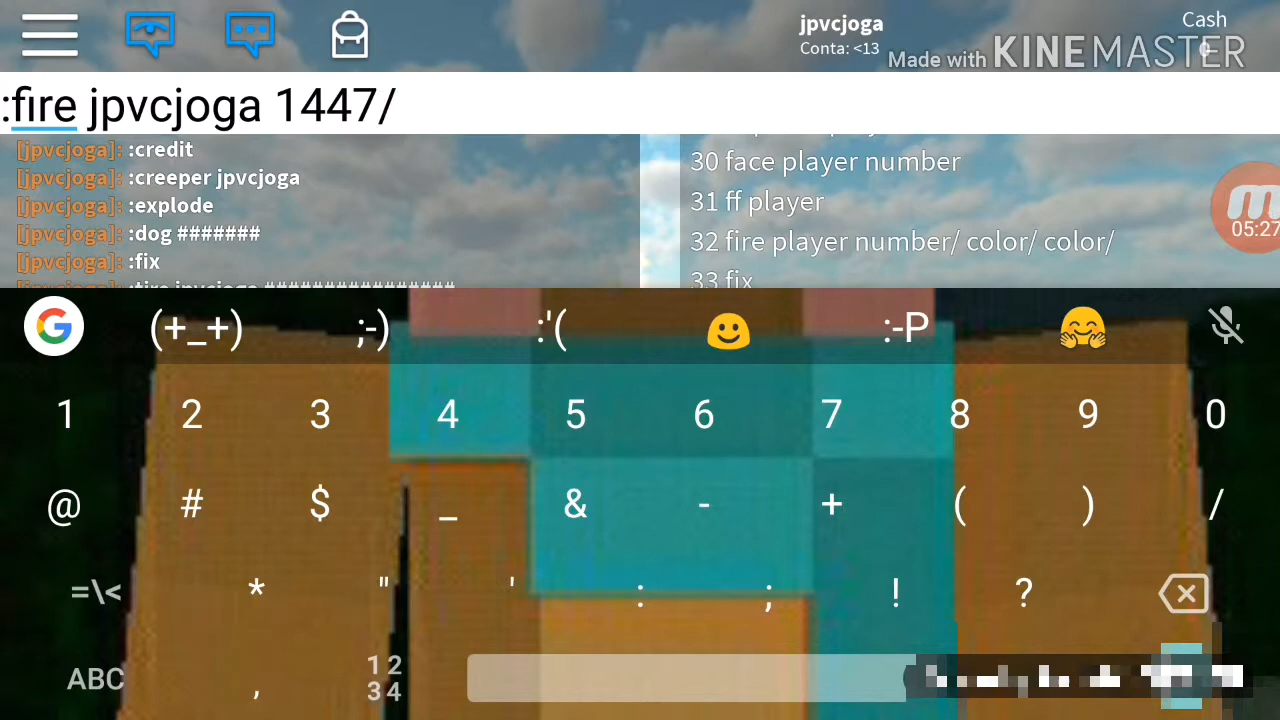 jpvcjoga
Conta: <13
Cash
Made with KINEMASTER
:fire jpvcjoga 1447/
[jpvcjoga]: :credit
[jpvcjoga]: :creeper jpvcjoga
[jpvcjoga]: :explode
[jpvcjoga]: :dog #######
[jpvcjoga]: :fix
30 face player number
31 ff player
32 fire player number/ color/ color/
33 fix
05:27
(+_+) ;-) :'( :-P
1 2 3 4 5 6 7 8 9 0
@ # $ _ & - + ( ) /
=\< * " ' : ; ! ?
ABC , 12
34